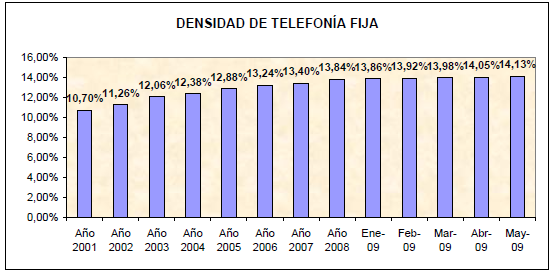 DENSIDAD DE TELEFONÍA FIJA
16,00%
14,00%
12,00%
10,00%
8,00%
6,00%
4,00%
2,00%
0,00%
10,70% 11,26% 12,06% 12,38% 12,88% 13,24% 13,40% 13,84% 13,86% 13,92% 13,98% 14,05% 14,13%
Año Año Año Año Año Año Año Año Ene- Feb- Mar- Abr- May-
2001 2002 2003 2004 2005 2006 2007 2008 09 09 09 09 09